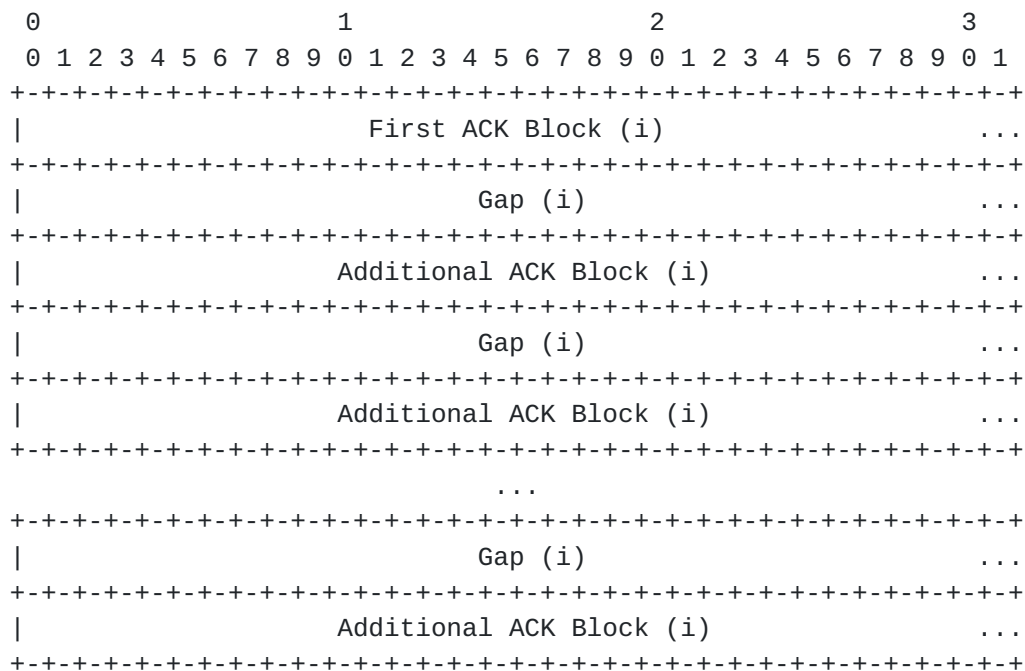 0                   1                   2                   3
 0 1 2 3 4 5 6 7 8 9 0 1 2 3 4 5 6 7 8 9 0 1 2 3 4 5 6 7 8 9 0 1
+-+-+-+-+-+-+-+-+-+-+-+-+-+-+-+-+-+-+-+-+-+-+-+-+-+-+-+-+-+-+-+-+
|                      First ACK Block (i)                    ...
+-+-+-+-+-+-+-+-+-+-+-+-+-+-+-+-+-+-+-+-+-+-+-+-+-+-+-+-+-+-+-+-+
|                             Gap (i)                         ...
+-+-+-+-+-+-+-+-+-+-+-+-+-+-+-+-+-+-+-+-+-+-+-+-+-+-+-+-+-+-+-+-+
|                    Additional ACK Block (i)                 ...
+-+-+-+-+-+-+-+-+-+-+-+-+-+-+-+-+-+-+-+-+-+-+-+-+-+-+-+-+-+-+-+-+
|                             Gap (i)                         ...
+-+-+-+-+-+-+-+-+-+-+-+-+-+-+-+-+-+-+-+-+-+-+-+-+-+-+-+-+-+-+-+-+
|                    Additional ACK Block (i)                 ...
+-+-+-+-+-+-+-+-+-+-+-+-+-+-+-+-+-+-+-+-+-+-+-+-+-+-+-+-+-+-+-+-+
                               ...
+-+-+-+-+-+-+-+-+-+-+-+-+-+-+-+-+-+-+-+-+-+-+-+-+-+-+-+-+-+-+-+-+
|                             Gap (i)                         ...
+-+-+-+-+-+-+-+-+-+-+-+-+-+-+-+-+-+-+-+-+-+-+-+-+-+-+-+-+-+-+-+-+
|                    Additional ACK Block (i)                 ...
+-+-+-+-+-+-+-+-+-+-+-+-+-+-+-+-+-+-+-+-+-+-+-+-+-+-+-+-+-+-+-+-+